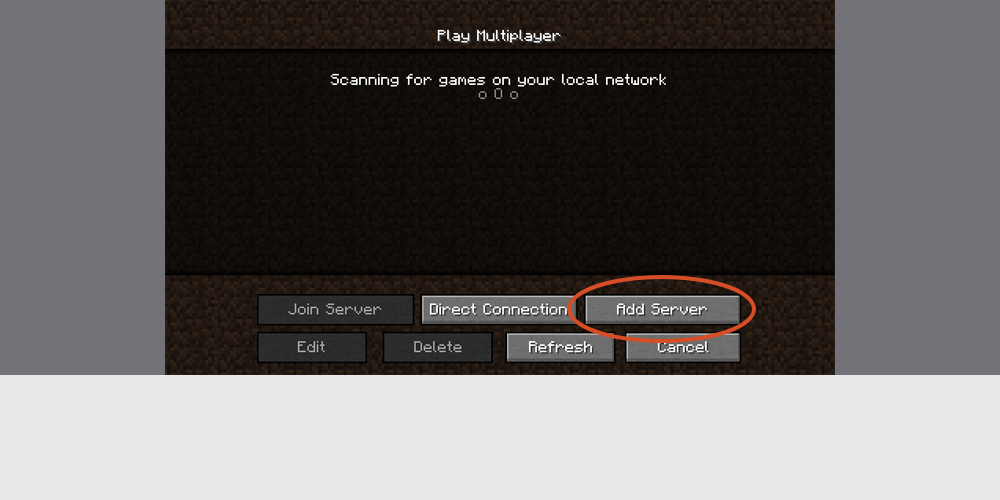 Play Multiplayer
Scanning for games on your local network
o O o
Join Server
Direct Connection
Add Server
Edit
Delete
Refresh
Cancel